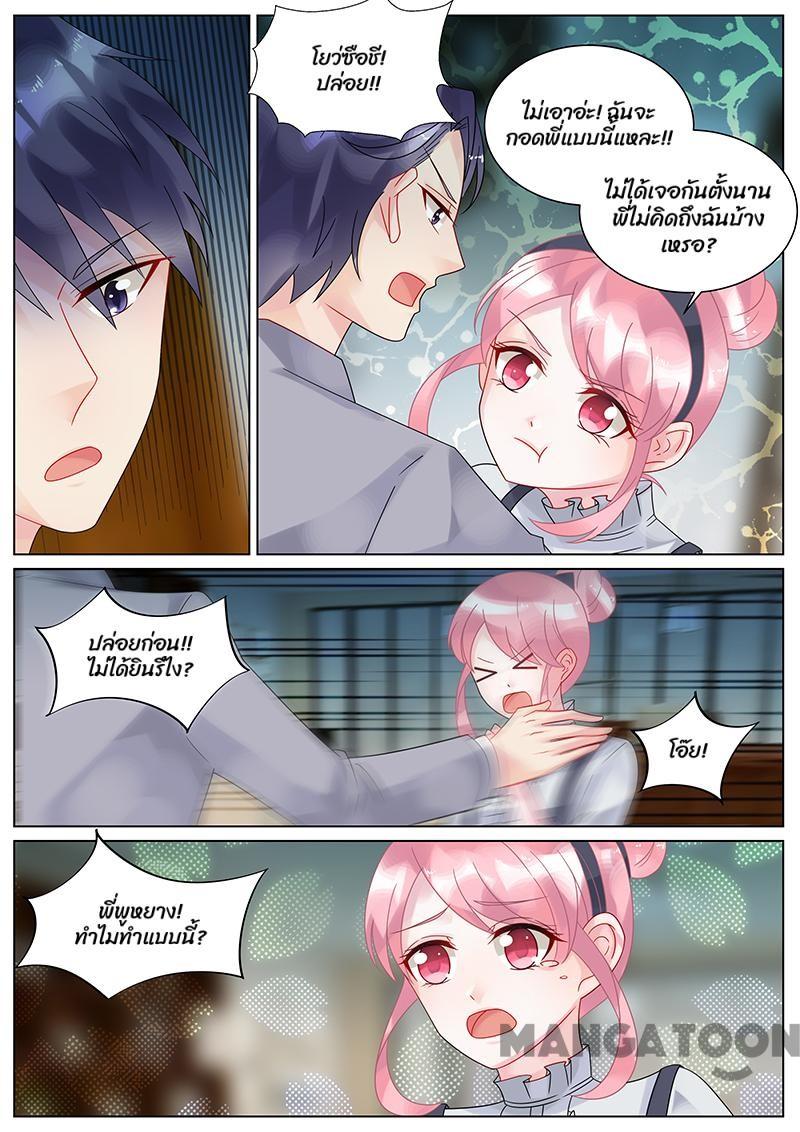 โยว่ซือชี!
ปล่อย!!
ไม่เอาอ่ะ! ฉันจะ
กอดพี่แบบนี้แหละ!!
ไม่ได้เจอกันตั้งนาน
พี่ไม่คิดถึงฉันบ้าง
เหรอ?
ปล่อยก่อน!!
ไม่ได้ยินรึไง?
โอ๊ย!
พี่พูหยาง!
ทำไมทำแบบนี้?
MANGATOON